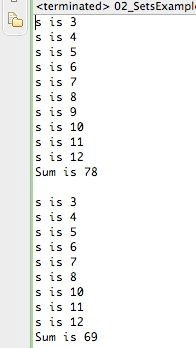 <terminated> 02_SetsExample
s is 3
s is 4
s is 5
s is 6
s is 7
s is 8
s is 9
s is 10
s is 11
s is 12
Sum is 78
s is 3
s is 4
s is 5
s is 6
s is 7
s is 8
s is 10
s is 11
s is 12
Sum is 69